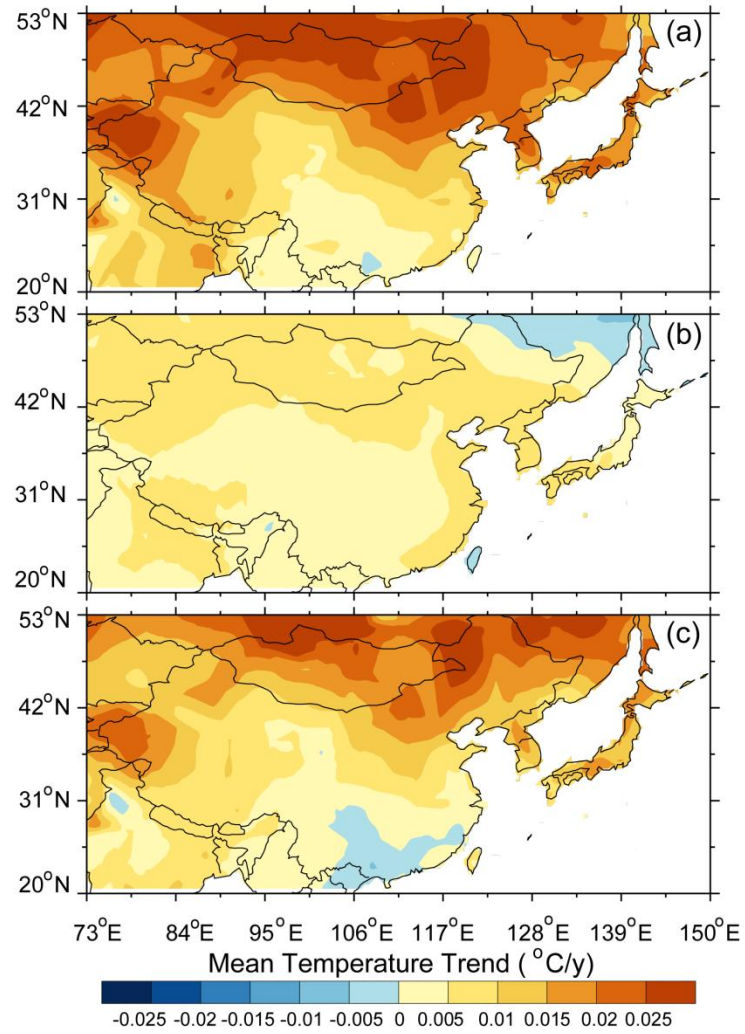 53°N
(a)
42°N
31°N
20°N
53°N
(b)
42°N
31°N
20°N
53°N
(c)
42°N
31°N
20°N
73°E 84°E 95°E 106°E 117°E 128°E 139°E 150°E
Mean Temperature Trend ( °C/y)
-0.025 -0.02 -0.015 -0.01 -0.005 0 0.005 0.01 0.015 0.02 0.025